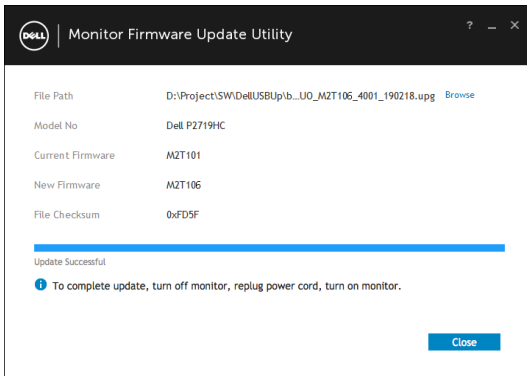 DELL Monitor Firmware Update Utility ? _ ×
File Path D:\Project\SW\DellUSBUp\b...UO_M2T106_4001_190218.upg Browse
Model No Dell P2719HC
Current Firmware M2T101
New Firmware M2T106
File Checksum 0xFD5F
Update Successful
To complete update, turn off monitor, replug power cord, turn on monitor.
Close